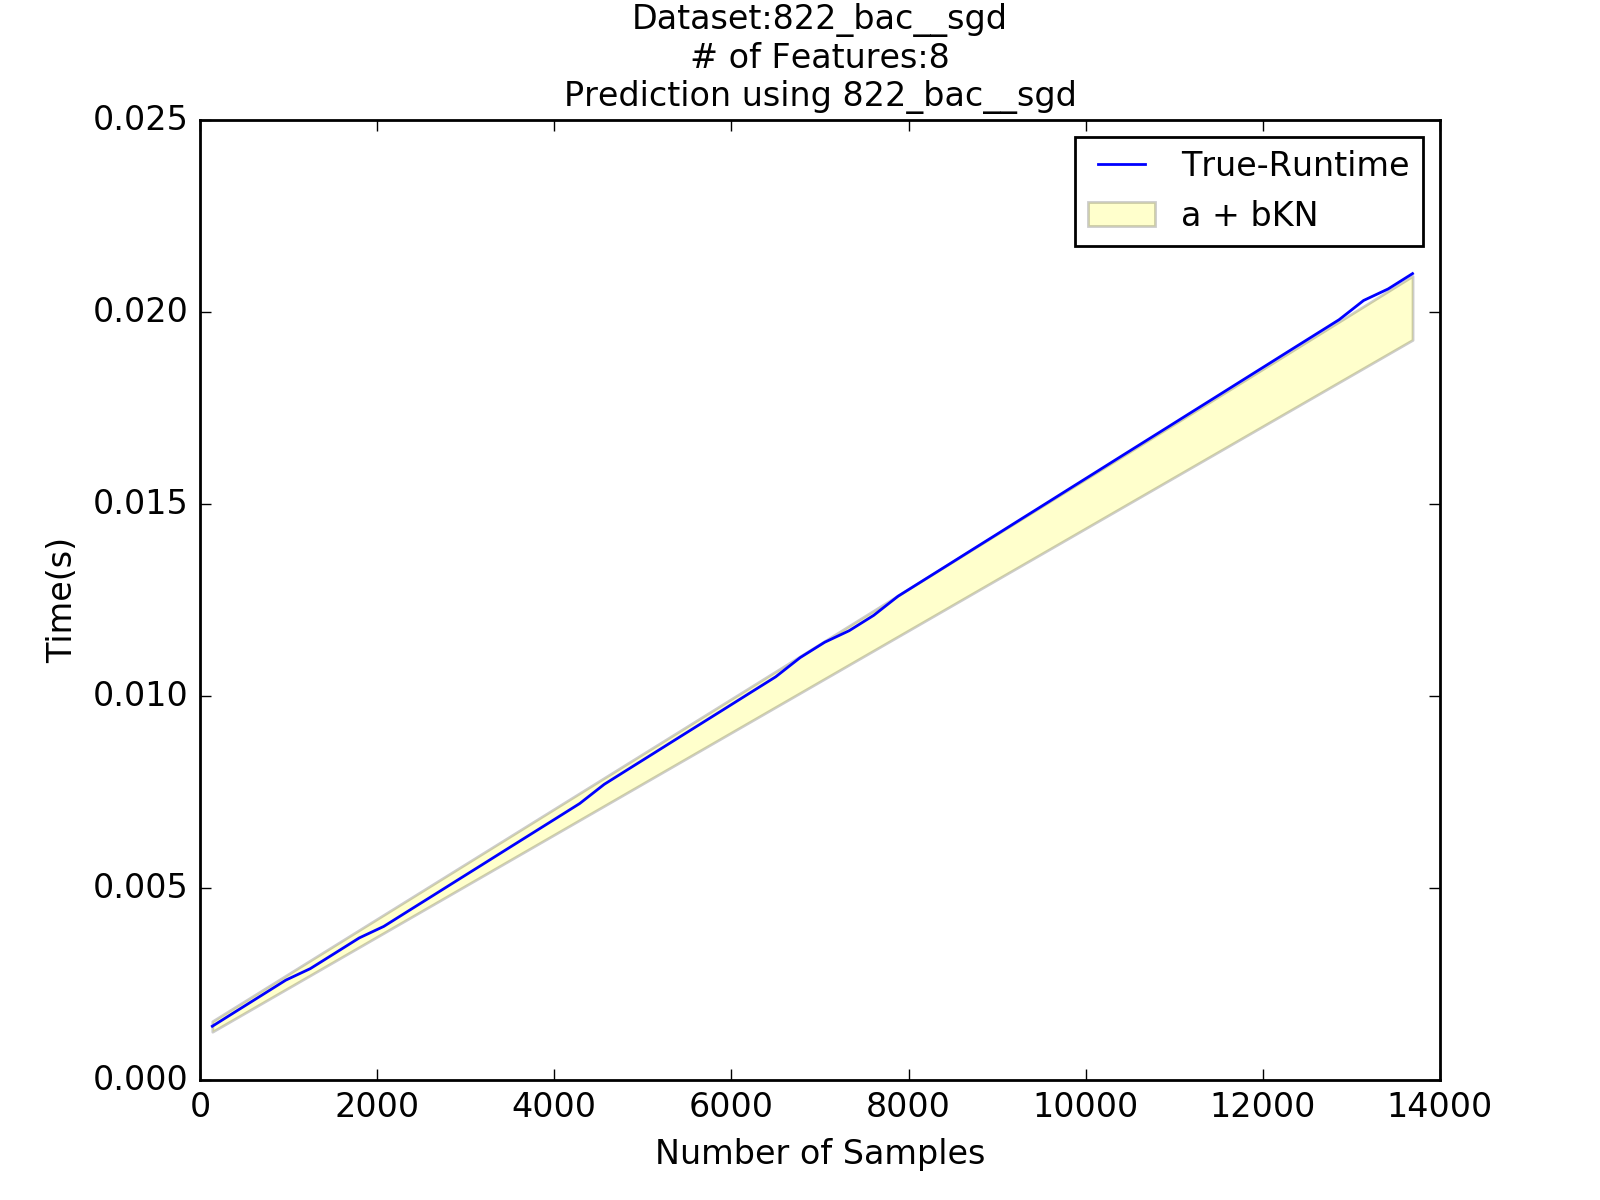 Dataset:822_bac__sgd
# of Features:8
Prediction using 822_bac__sgd
0.025
0.020
0.015
0.010
0.005
0.000
Time(s)
True-Runtime
a + bKN
0 2000 4000 6000 8000 10000 12000 14000
Number of Samples